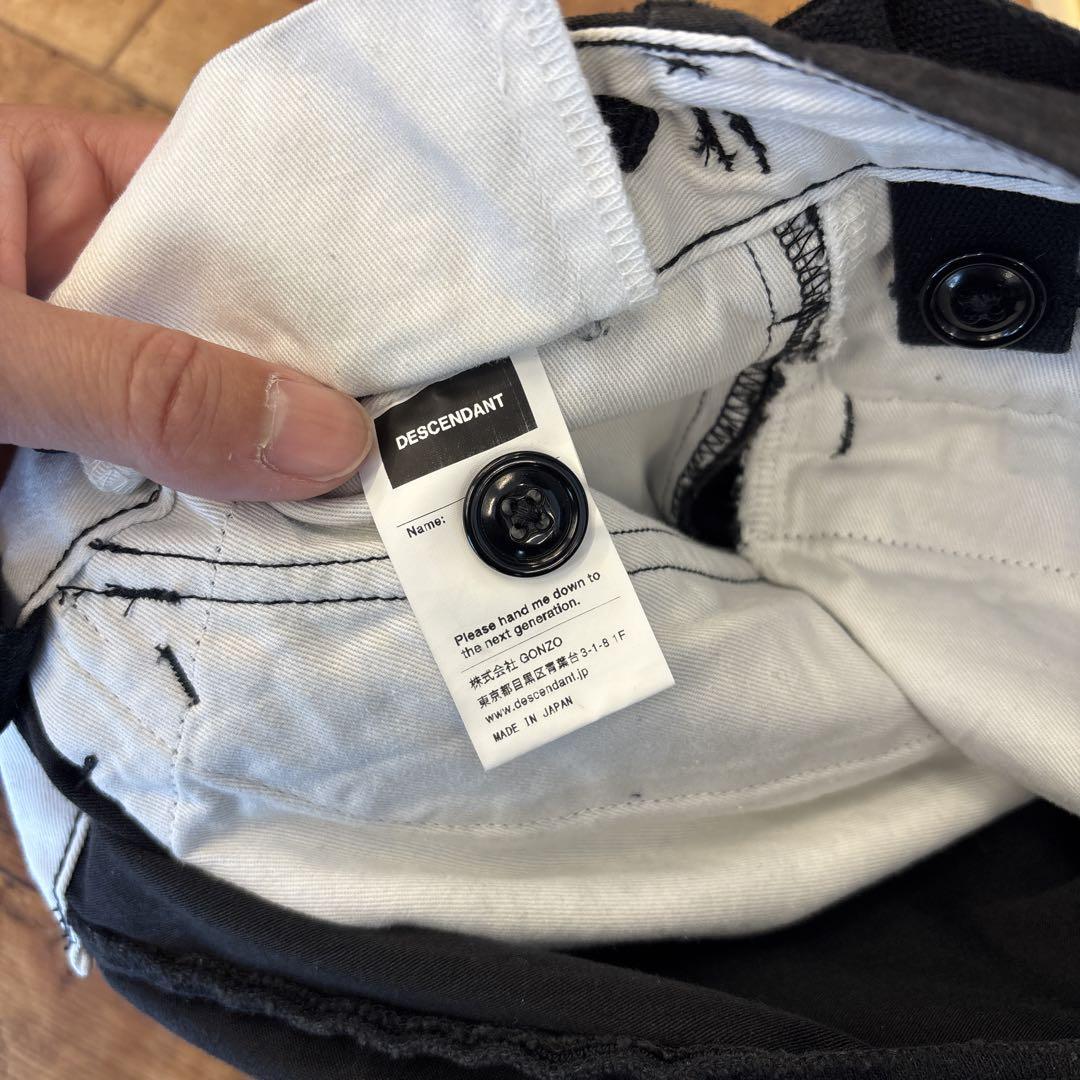 DESCENDANT
Name:
Please hand me down to
the next generation.
株式会社 GONZO
東京都目黒区青葉台3-1-8 1F
www.descendant.jp
MADE IN JAPAN